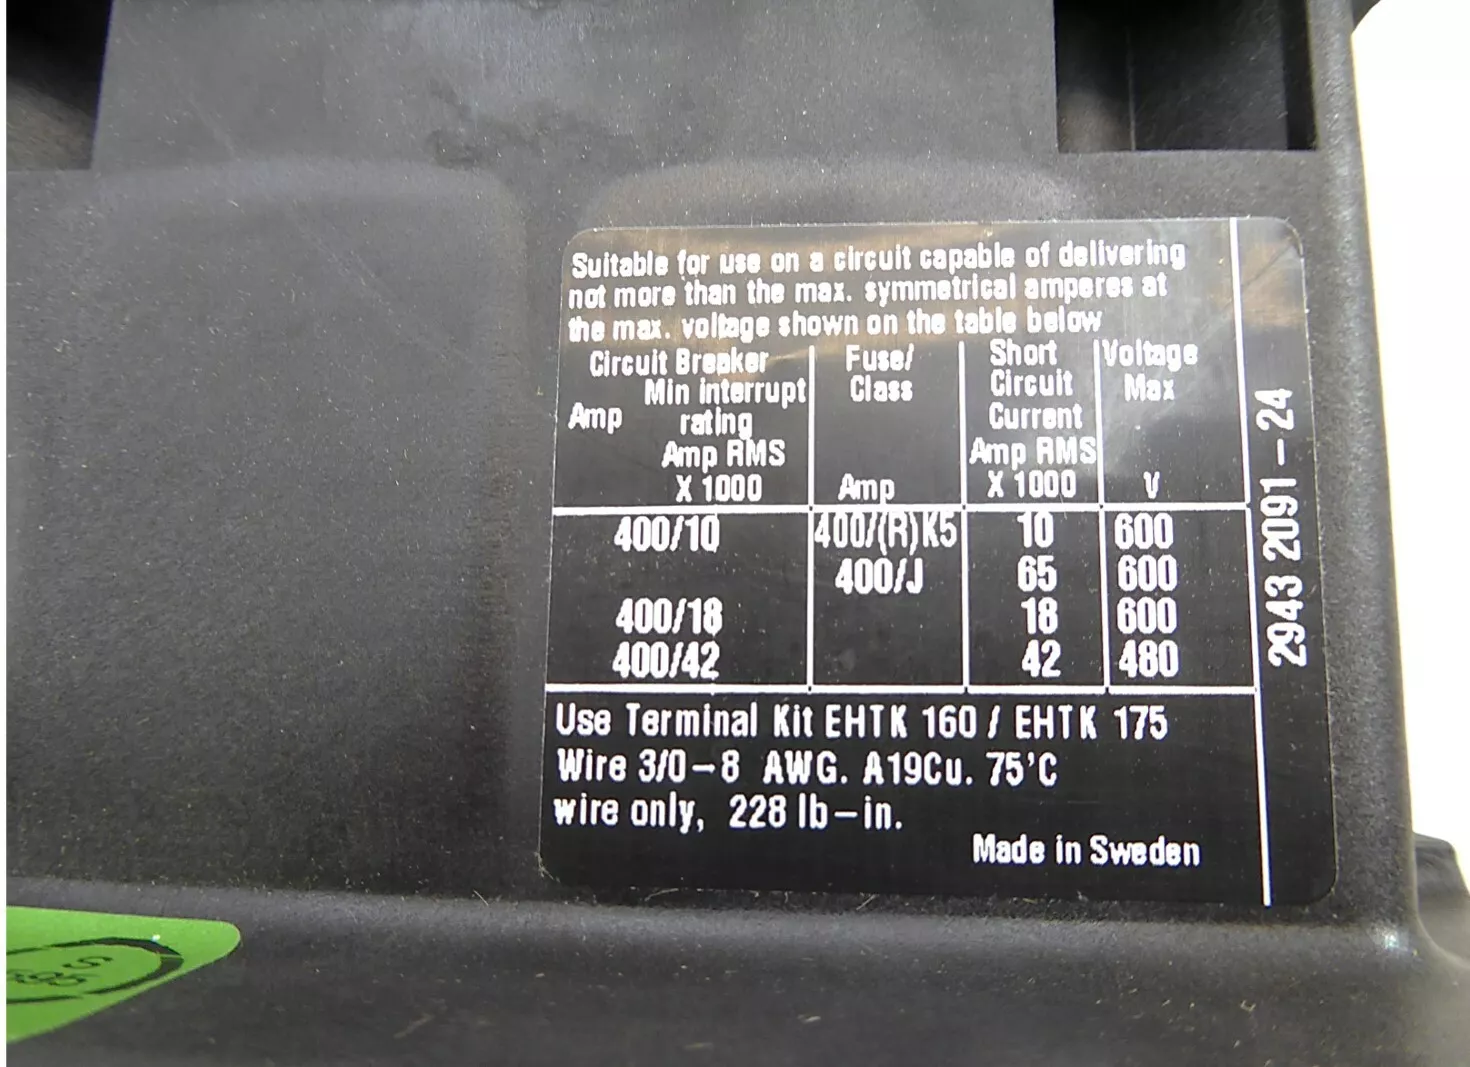 Suitable for use on a circuit capable of delivering
not more than the max. symmetrical amperes at
the max. voltage shown on the table below
Circuit Breaker Fuse/ Short Voltage
Min interrupt Class Circuit Max
Amp rating Current
Amp RMS Amp RMS
X 1000 Amp X 1000 V
400/10 400/(R)K5 10 600
400/J 65 600
400/18 18 600
400/42 42 480
Use Terminal Kit EHTK 160 / EHTK 175
Wire 3/0-8 AWG. A19Cu. 75'C
wire only, 228 lb-in.
Made in Sweden
2943 2091-24